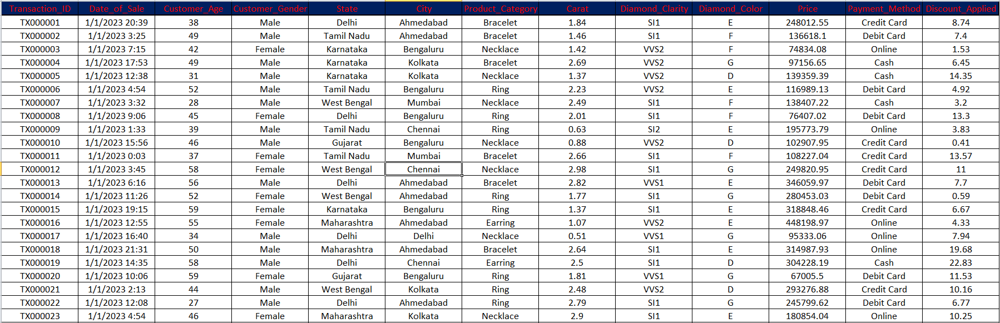 Transaction_ID Date_of_Sale Customer_Age Customer_Gender State City Product_Category Carat Diamond_Clarity Diamond_Color Price Payment_Method Discount_Applied
TX000001 1/1/2023 20:39 38 Male Delhi Ahmedabad Bracelet 1.84 SI1 E 248012.55 Credit Card 8.74
TX000002 1/1/2023 3:25 49 Male Tamil Nadu Ahmedabad Bracelet 1.46 SI1 F 136618.1 Debit Card 7.4
TX000003 1/1/2023 7:15 42 Female Karnataka Bengaluru Necklace 1.42 VVS2 F 74834.08 Online 1.53
TX000004 1/1/2023 17:53 49 Male Karnataka Kolkata Bracelet 2.69 VVS2 G 97156.65 Cash 6.45
TX000005 1/1/2023 12:38 31 Male Karnataka Kolkata Necklace 1.37 VVS2 D 139359.39 Cash 14.35
TX000006 1/1/2023 4:54 52 Male Tamil Nadu Bengaluru Ring 2.23 VVS2 E 116989.13 Debit Card 4.92
TX000007 1/1/2023 3:32 28 Male West Bengal Mumbai Necklace 2.49 SI1 F 138407.22 Cash 3.2
TX000008 1/1/2023 9:06 45 Female Delhi Bengaluru Ring 2.01 SI1 F 76407.02 Debit Card 13.3
TX000009 1/1/2023 1:33 39 Male Tamil Nadu Chennai Ring 0.63 SI2 E 195773.79 Online 3.83
TX000010 1/1/2023 15:56 46 Male Gujarat Bengaluru Necklace 0.88 VVS2 D 102907.95 Credit Card 0.41
TX000011 1/1/2023 0:03 37 Female Tamil Nadu Mumbai Bracelet 2.66 SI1 F 108227.04 Credit Card 13.57
TX000012 1/1/2023 3:45 58 Female West Bengal Chennai Necklace 2.98 SI1 G 249820.95 Credit Card 11
TX000013 1/1/2023 6:16 56 Male Delhi Ahmedabad Bracelet 2.82 VVS1 E 346059.97 Debit Card 7.7
TX000014 1/1/2023 11:26 52 Female West Bengal Ahmedabad Ring 1.77 SI1 G 280453.03 Debit Card 0.59
TX000015 1/1/2023 19:15 59 Female Karnataka Bengaluru Ring 1.37 SI1 E 318848.46 Credit Card 6.67
TX000016 1/1/2023 12:55 55 Female Maharashtra Ahmedabad Earring 1.07 VVS2 E 448198.97 Online 4.33
TX000017 1/1/2023 16:40 34 Male Delhi Delhi Necklace 0.51 VVS1 G 95333.06 Online 7.94
TX000018 1/1/2023 21:31 50 Male Maharashtra Ahmedabad Bracelet 2.64 SI1 E 314987.93 Online 19.68
TX000019 1/1/2023 14:35 58 Male Delhi Chennai Earring 2.5 SI1 D 304228.19 Cash 22.83
TX000020 1/1/2023 10:06 59 Female Gujarat Bengaluru Ring 1.81 VVS1 G 67005.5 Debit Card 11.53
TX000021 1/1/2023 2:13 44 Male West Bengal Kolkata Ring 2.48 VVS2 D 293276.88 Credit Card 10.16
TX000022 1/1/2023 12:08 27 Male Delhi Ahmedabad Ring 2.79 SI1 G 245799.62 Debit Card 6.77
TX000023 1/1/2023 4:54 46 Female Maharashtra Kolkata Necklace 2.9 SI1 E 180854.04 Online 10.25